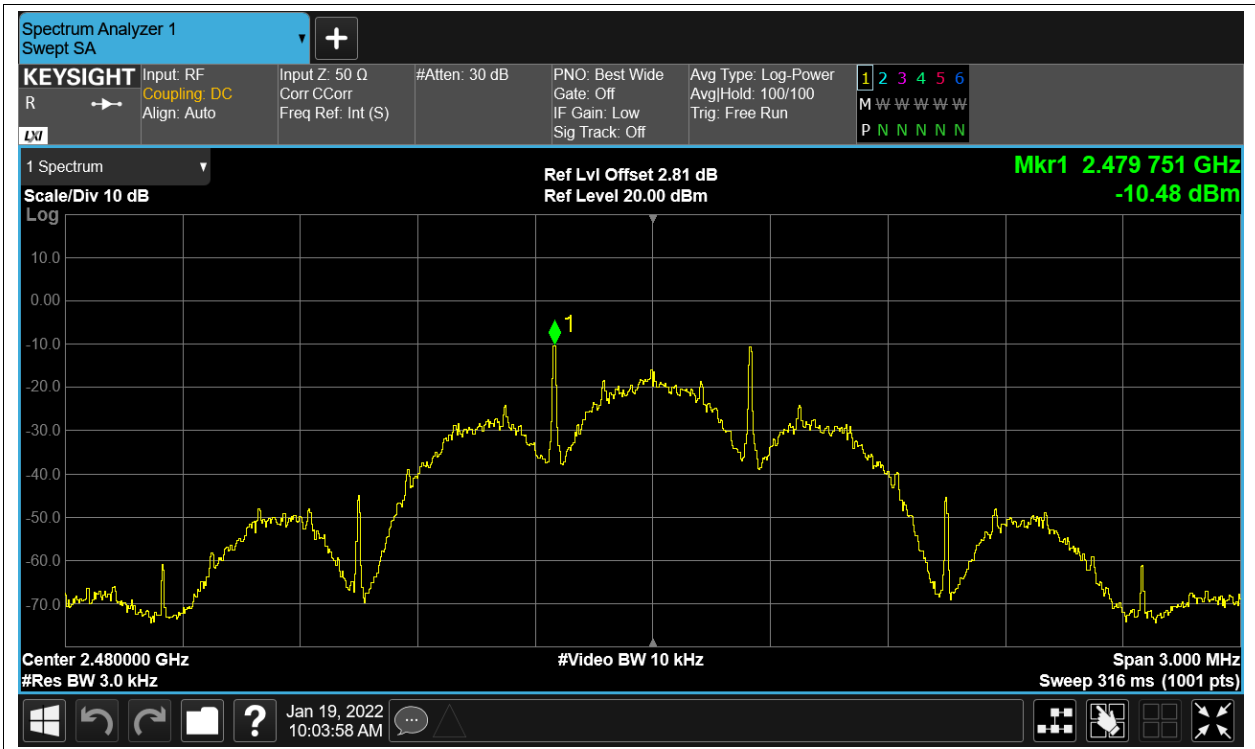 Spectrum Analyzer 1
Swept SA
KEYSIGHT
R
LXI
Input: RF
Coupling: DC
Align: Auto
Input Z: 50 Ω
Corr CCorr
Freq Ref: Int (S)
#Atten: 30 dB
PNO: Best Wide
Gate: Off
IF Gain: Low
Sig Track: Off
Avg Type: Log-Power
Avg|Hold: 100/100
Trig: Free Run
1 2 3 4 5 6
M W W W W W W
P N N N N N N
1 Spectrum
Scale/Div 10 dB
Log
Ref Lvl Offset 2.81 dB
Ref Level 20.00 dBm
Mkr1 2.479 751 GHz
-10.48 dBm
10.0
0.00
1
-10.0
-20.0
-30.0
-40.0
-50.0
-60.0
-70.0
Center 2.480000 GHz
#Video BW 10 kHz
Span 3.000 MHz
#Res BW 3.0 kHz
Sweep 316 ms (1001 pts)
?
Jan 19, 2022
10:03:58 AM